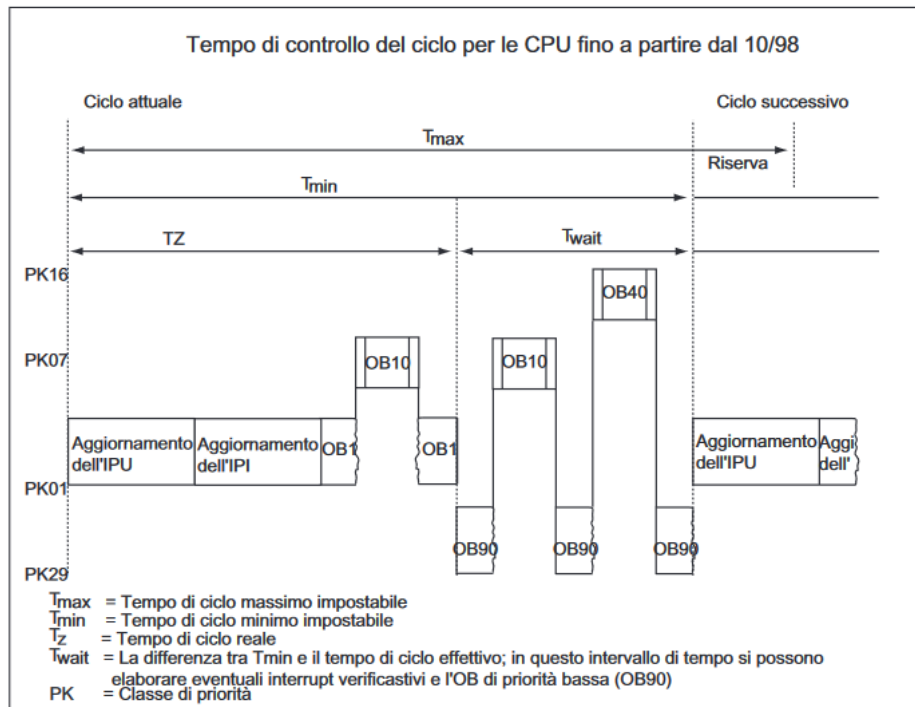 Tempo di controllo del ciclo per le CPU fino a partire dal 10/98
Ciclo attuale
Ciclo successivo
Tmax
Riserva
Tmin
TZ
Twait
PK16
OB40
PK07
OB10
OB10
Aggiornamento
dell'IPU
Aggiornamento
dell'IPI
OB1
OB1
Aggiornamento
dell'IPU
Aggi
dell'
PK01
OB90
OB90
OB90
PK29
Tmax = Tempo di ciclo massimo impostabile
Tmin = Tempo di ciclo minimo impostabile
Tz = Tempo di ciclo reale
Twait = La differenza tra Tmin e il tempo di ciclo effettivo; in questo intervallo di tempo si possono
elaborare eventuali interrupt verificastivi e l'OB di priorità bassa (OB90)
PK = Classe di priorità